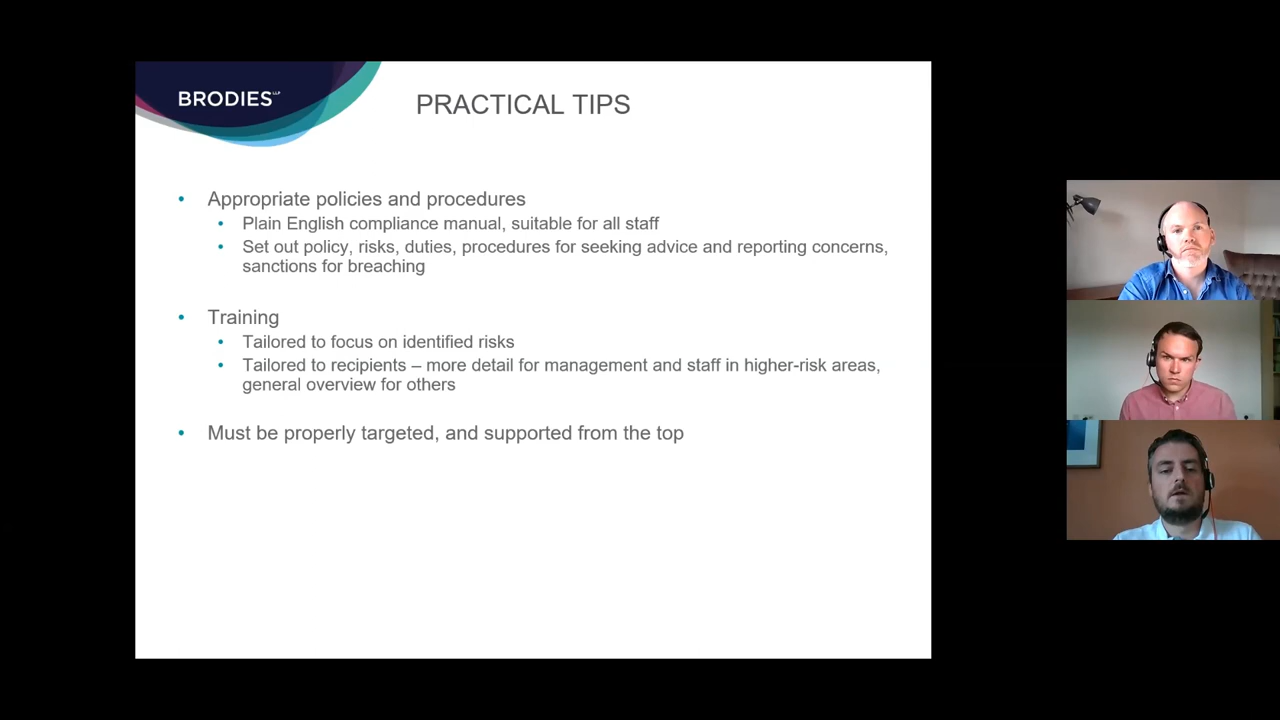 BRODIES LLP
PRACTICAL TIPS
• Appropriate policies and procedures
• Plain English compliance manual, suitable for all staff
• Set out policy, risks, duties, procedures for seeking advice and reporting concerns,
sanctions for breaching
• Training
• Tailored to focus on identified risks
• Tailored to recipients – more detail for management and staff in higher-risk areas,
general overview for others
• Must be properly targeted, and supported from the top